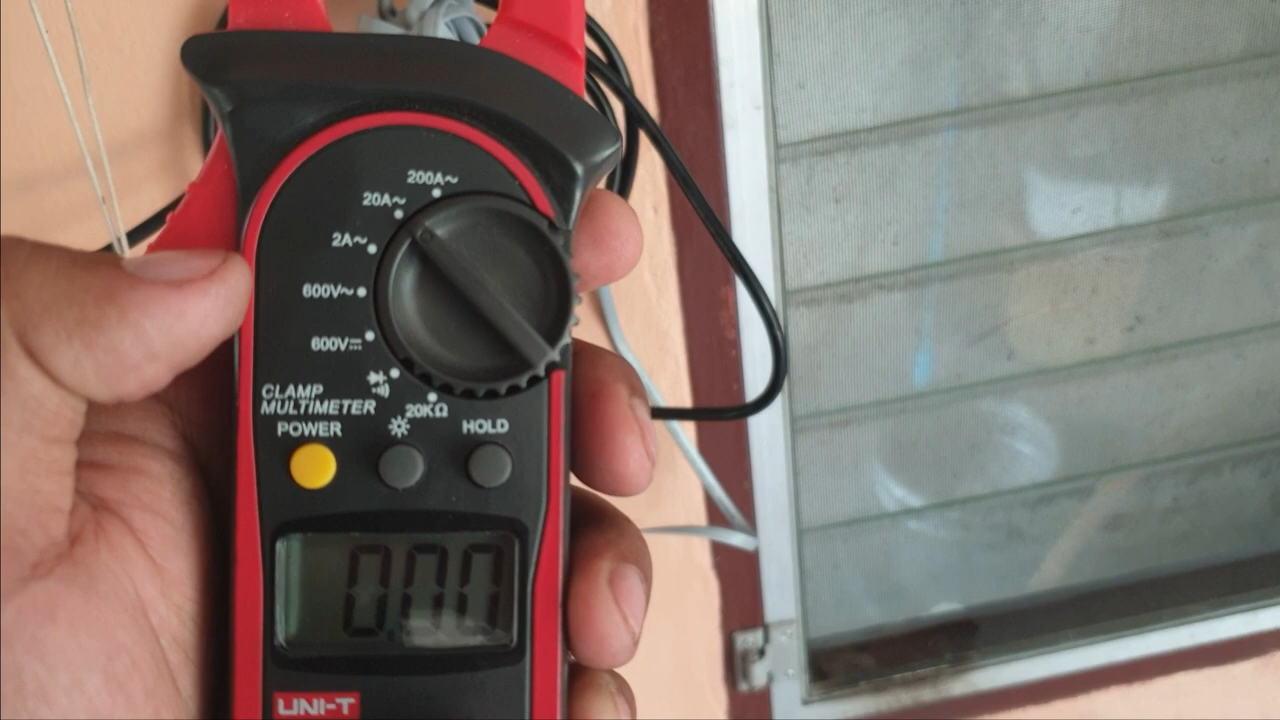 200A~
20A~
2A~
600V~
600V⎓
20KΩ
CLAMP
MULTIMETER
POWER
HOLD
0.00
UNI-T